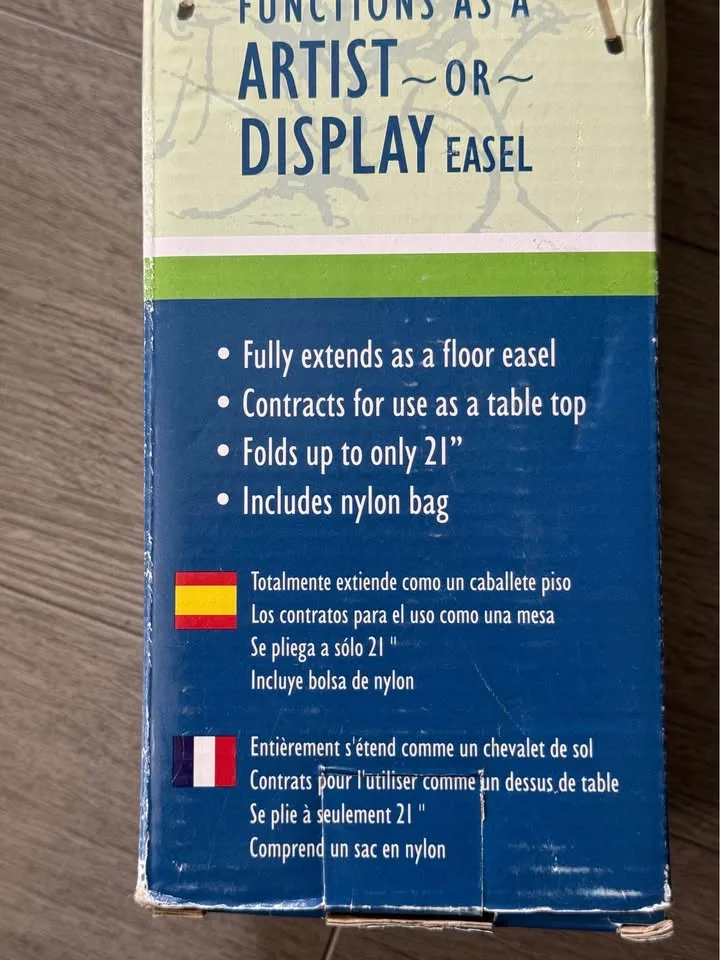 FUNCTIONS AS A
ARTIST ~ OR ~
DISPLAY EASEL
• Fully extends as a floor easel
• Contracts for use as a table top
• Folds up to only 21”
• Includes nylon bag
Totalmente extiende como un caballete piso
Los contratos para el uso como una mesa
Se pliega a sólo 21 "
Incluye bolsa de nylon
Entièrement s'étend comme un chevalet de sol
Contrats pour l'utiliser comme un dessus de table
Se plie à seulement 21 "
Comprend un sac en nylon